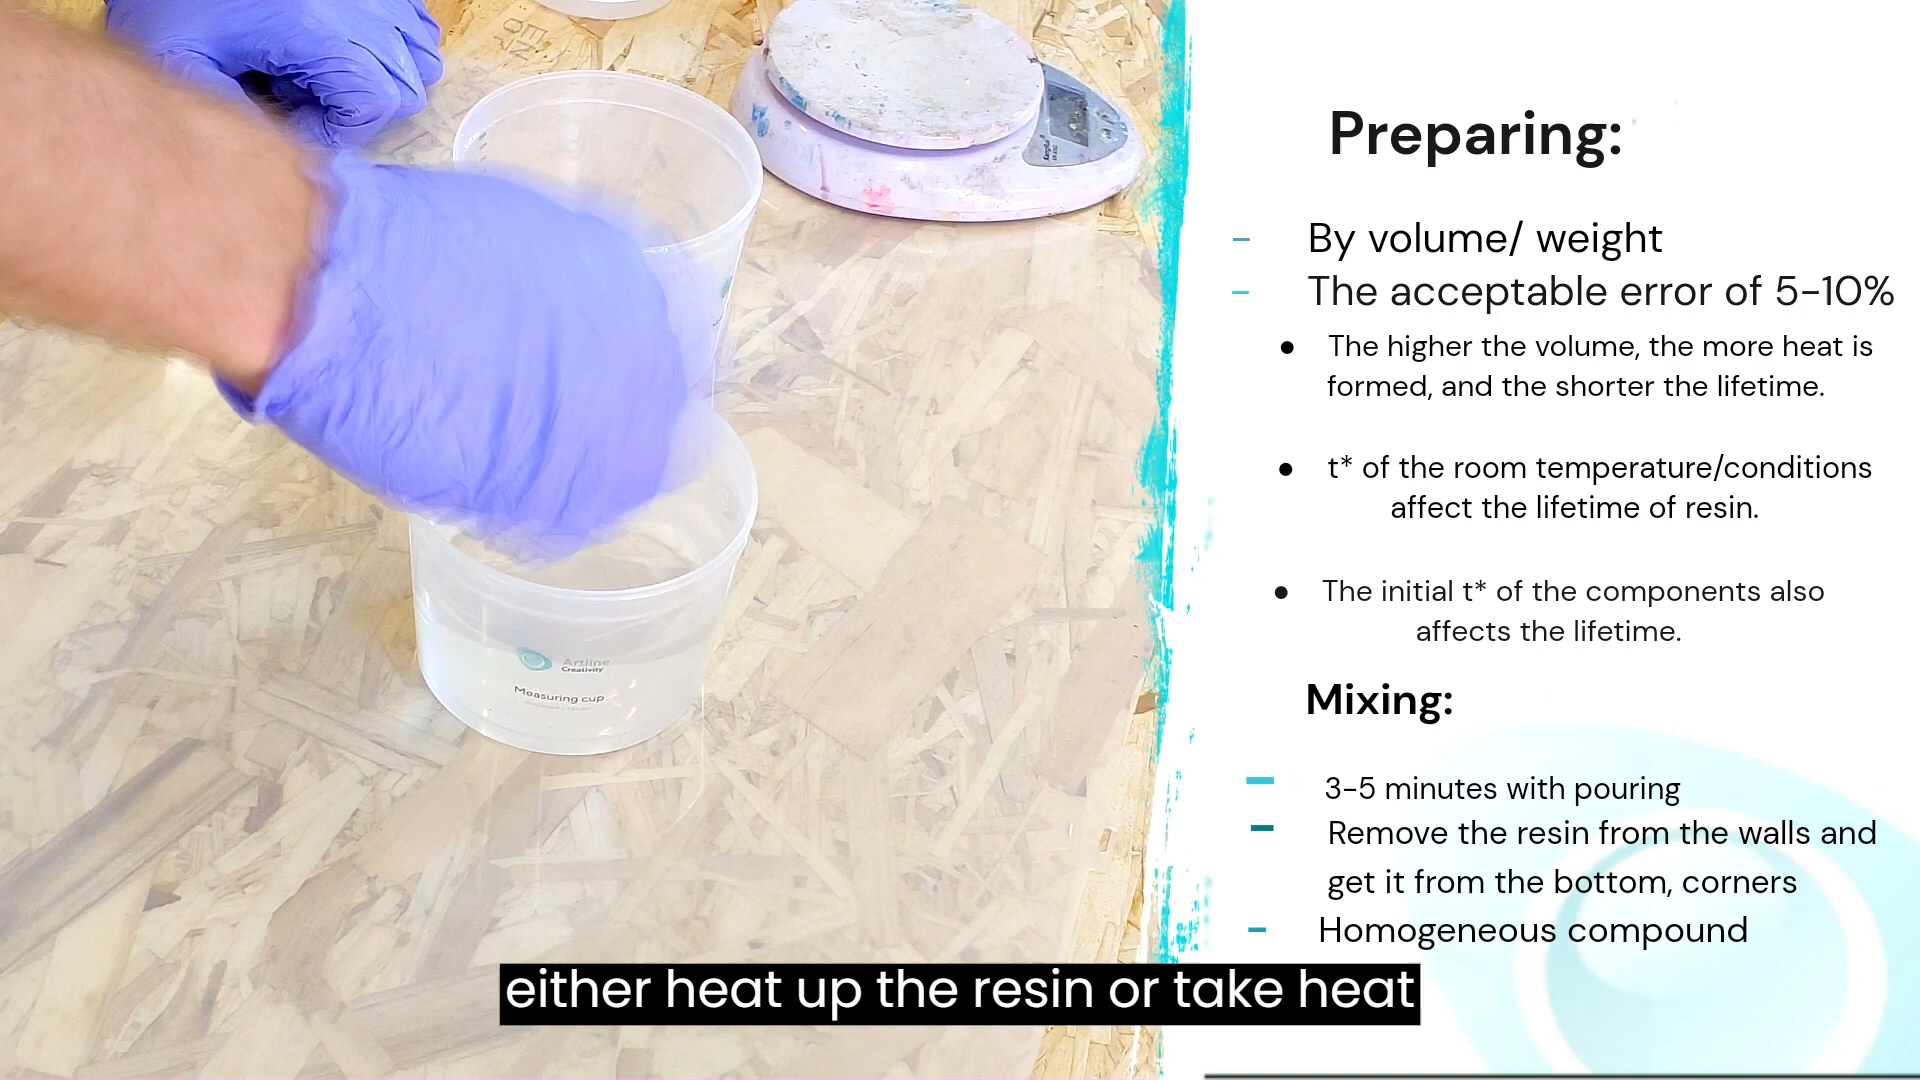 Preparing:
- By volume/ weight
- The acceptable error of 5-10%
● The higher the volume, the more heat is
formed, and the shorter the lifetime.
● t* of the room temperature/conditions
affect the lifetime of resin.
● The initial t* of the components also
affects the lifetime.
Mixing:
- 3-5 minutes with pouring
- Remove the resin from the walls and
get it from the bottom, corners
- Homogeneous compound
Artline
Creativity
Measuring cup
either heat up the resin or take heat